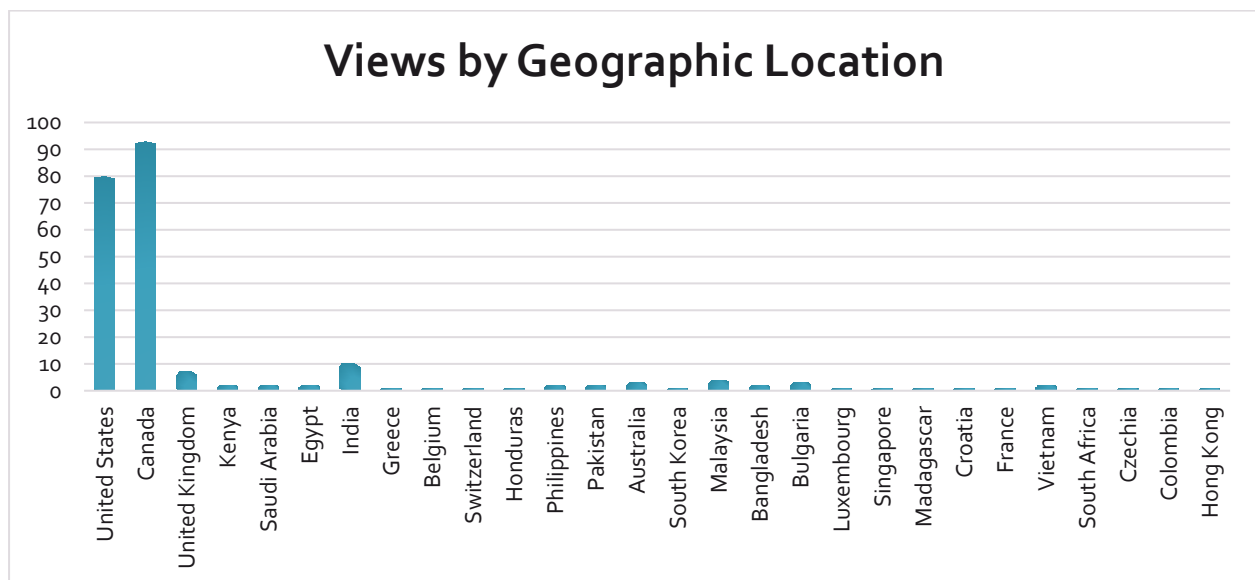 Views by Geographic Location
100
90
80
70
60
50
40
30
20
10
0
United States
Canada
United Kingdom
Kenya
Saudi Arabia
Egypt
India
Greece
Belgium
Switzerland
Honduras
Philippines
Pakistan
Australia
South Korea
Malaysia
Bangladesh
Bulgaria
Luxembourg
Singapore
Madagascar
Croatia
France
Vietnam
South Africa
Czechia
Colombia
Hong Kong